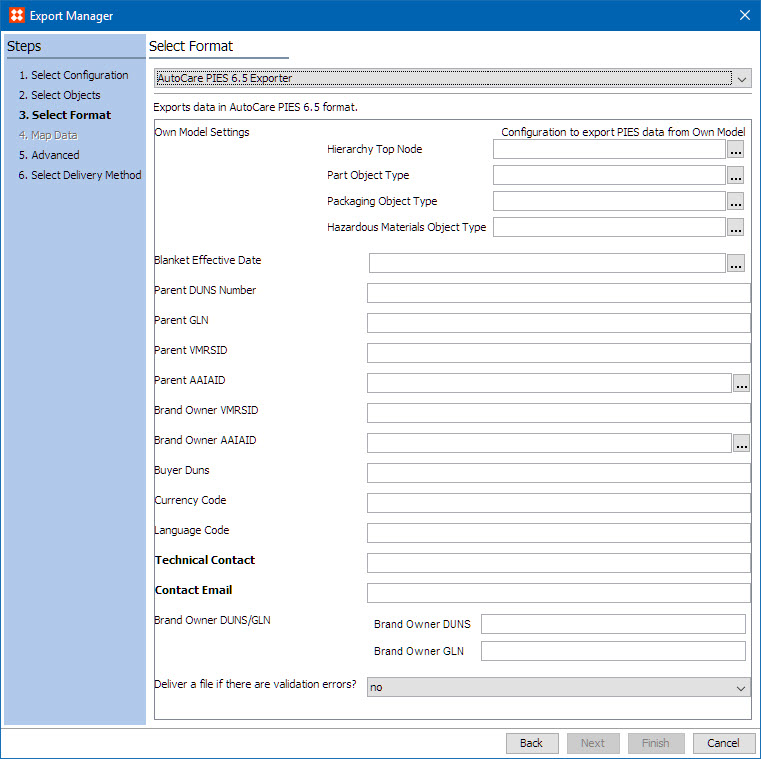 Export Manager
Steps
1. Select Configuration
2. Select Objects
3. Select Format
4. Map Data
5. Advanced
6. Select Delivery Method
Select Format
AutoCare PIES 6.5 Exporter
Exports data in AutoCare PIES 6.5 format.
Own Model Settings
Configuration to export PIES data from Own Model
Hierarchy Top Node
...
Part Object Type
...
Packaging Object Type
...
Hazardous Materials Object Type
...
Blanket Effective Date
...
Parent DUNS Number
Parent GLN
Parent VMRSID
Parent AAIAID
...
Brand Owner VMRSID
Brand Owner AAIAID
...
Buyer Duns
Currency Code
Language Code
Technical Contact
Contact Email
Brand Owner DUNS/GLN
Brand Owner DUNS
Brand Owner GLN
Deliver a file if there are validation errors?
no
Back
Next
Finish
Cancel